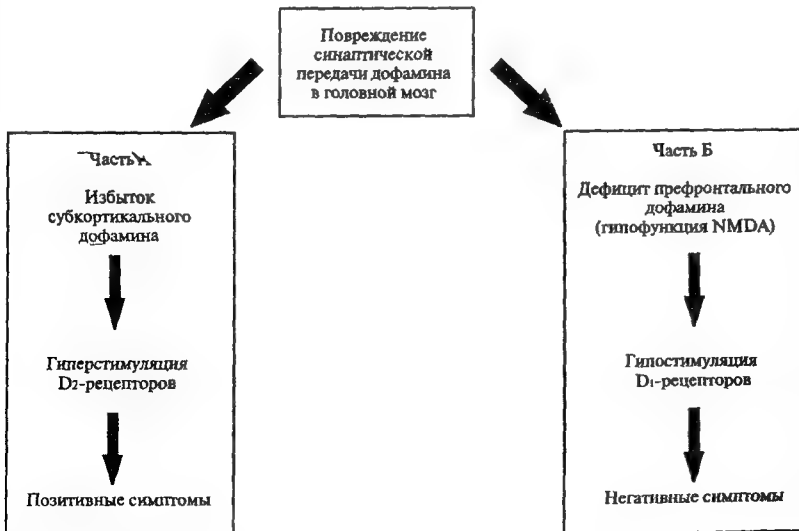 Повреждение
синаптической
передачи дофамина
в головной мозг
Часть А
Избыток
субкортикального
дофамина
Гиперстимуляция
D2-рецепторов
Позитивные симптомы
Часть Б
Дефицит префронтального
дофамина
(гипофункция NMDA)
Гипостимуляция
D1-рецепторов
Негативные симптомы